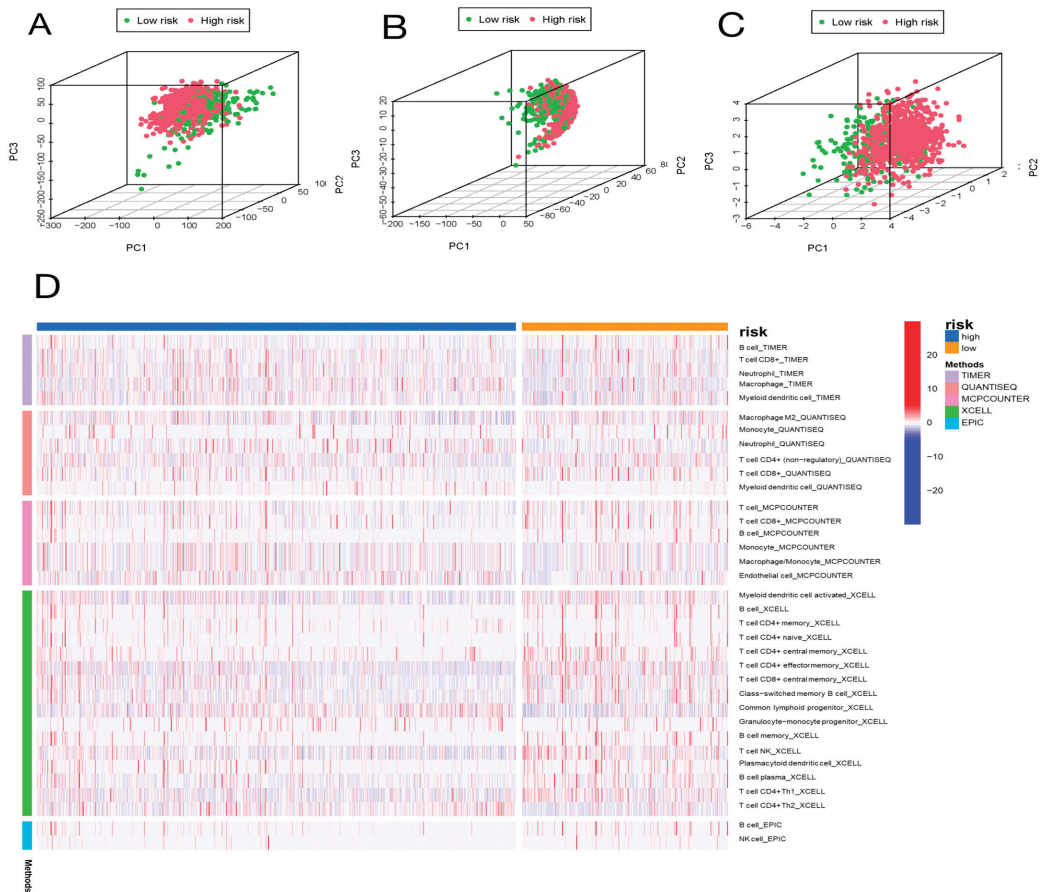 A
Low risk High risk
PC3
100
50
0
−50
−100
−150
−200
−250
−300 −200 −100 0 100 200
−100
−50
0
50
PC1
PC2
B
Low risk High risk
PC3
20
10
0
−10
−20
−30
−40
−50
−60
−200 −150 −100 −50 0 50
−80
−60
−40
−20
0
20
40
60
PC1
PC2
C
Low risk High risk
PC3
4
3
2
1
0
−1
−2
−3
−6 −4 −2 0 2 4
−4
−3
−2
−1
0
1
2
PC1
PC2
D
risk
B cell_TIMER
T cell CD8+_TIMER
Neutrophil_TIMER
Macrophage_TIMER
Myeloid dendritic cell_TIMER
Macrophage M2_QUANTISEQ
Monocyte_QUANTISEQ
Neutrophil_QUANTISEQ
T cell CD4+ (non−regulatory)_QUANTISEQ
T cell CD8+_QUANTISEQ
Myeloid dendritic cell_QUANTISEQ
T cell_MCPCOUNTER
T cell CD8+_MCPCOUNTER
B cell_MCPCOUNTER
Monocyte_MCPCOUNTER
Macrophage/Monocyte_MCPCOUNTER
Endothelial cell_MCPCOUNTER
Myeloid dendritic cell activated_XCELL
B cell_XCELL
T cell CD4+ memory_XCELL
T cell CD4+ naive_XCELL
T cell CD4+ central memory_XCELL
T cell CD4+ effector memory_XCELL
T cell CD8+ central memory_XCELL
Class−switched memory B cell_XCELL
Common lymphoid progenitor_XCELL
Granulocyte−monocyte progenitor_XCELL
B cell memory_XCELL
T cell NK_XCELL
Plasmacytoid dendritic cell_XCELL
B cell plasma_XCELL
T cell CD4+ Th1_XCELL
T cell CD4+ Th2_XCELL
B cell_EPIC
NK cell_EPIC
Methods
20
10
0
−10
−20
risk
high
low
Methods
TIMER
QUANTISEQ
MCPCOUNTER
XCELL
EPIC